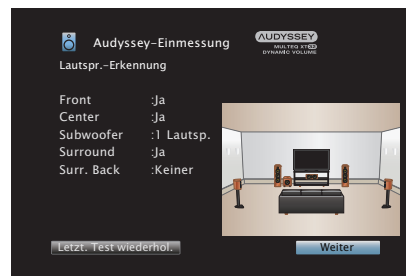 Audyssey-Einmessung
AUDYSSEY
MULTEQ XT32
DYNAMIC VOLUME
Lautspr.-Erkennung
Front :Ja
Center :Ja
Subwoofer :1 Lautsp.
Surround :Ja
Surr. Back :Keiner
Letzt. Test wiederhol.
Weiter